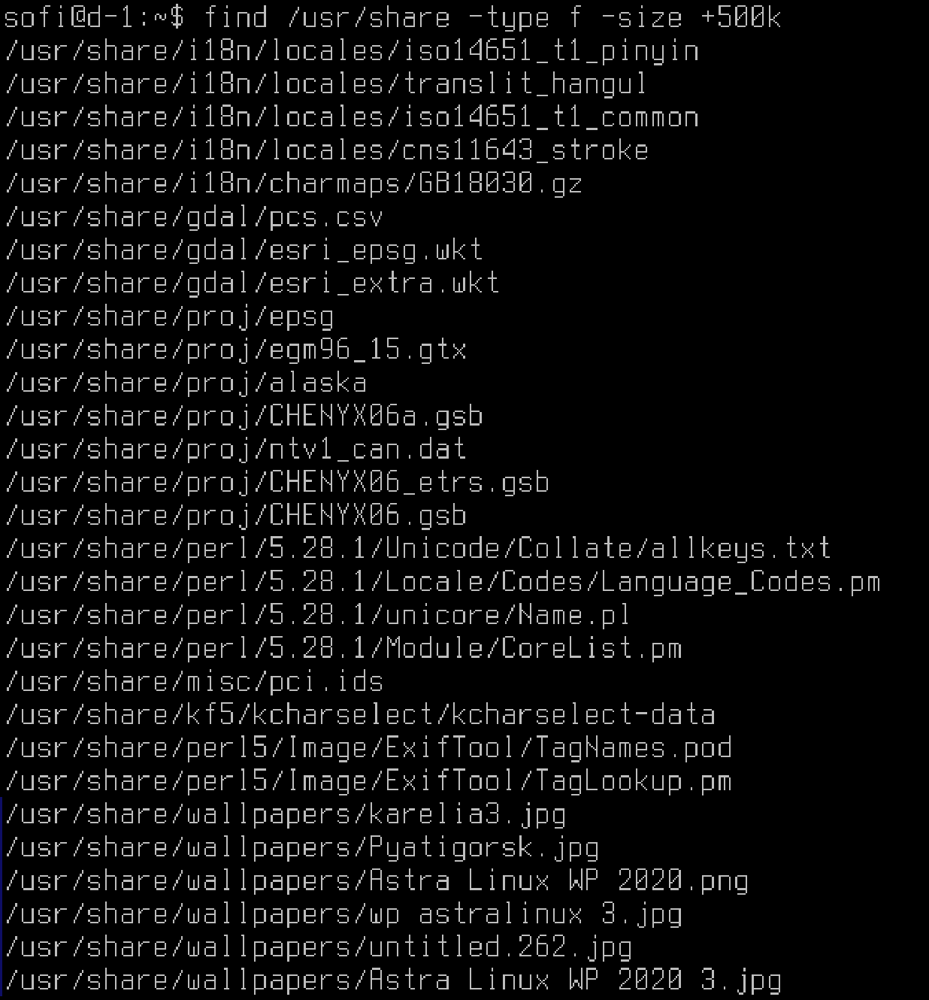 sofi@d-1:~$ find /usr/share -type f -size +500k
/usr/share/i18n/locales/iso14651_t1_pinyin
/usr/share/i18n/locales/translit_hangul
/usr/share/i18n/locales/iso14651_t1_common
/usr/share/i18n/locales/cns11643_stroke
/usr/share/i18n/charmaps/GB18030.gz
/usr/share/gdal/pcs.csv
/usr/share/gdal/esri_epsg.wkt
/usr/share/gdal/esri_extra.wkt
/usr/share/proj/epsg
/usr/share/proj/egm96_15.gtx
/usr/share/proj/alaska
/usr/share/proj/CHENYX06a.gsb
/usr/share/proj/ntv1_can.dat
/usr/share/proj/CHENYX06_etrs.gsb
/usr/share/proj/CHENYX06.gsb
/usr/share/perl/5.28.1/Unicode/Collate/allkeys.txt
/usr/share/perl/5.28.1/Locale/Codes/Language_Codes.pm
/usr/share/perl/5.28.1/unicore/Name.pl
/usr/share/perl/5.28.1/Module/CoreList.pm
/usr/share/misc/pci.ids
/usr/share/kf5/kcharselect/kcharselect-data
/usr/share/perl5/Image/ExifTool/TagNames.pod
/usr/share/perl5/Image/ExifTool/TagLookup.pm
/usr/share/wallpapers/karelia3.jpg
/usr/share/wallpapers/Pyatigorsk.jpg
/usr/share/wallpapers/Astra Linux WP 2020.png
/usr/share/wallpapers/wp astralinux 3.jpg
/usr/share/wallpapers/untitled.262.jpg
/usr/share/wallpapers/Astra Linux WP 2020 3.jpg